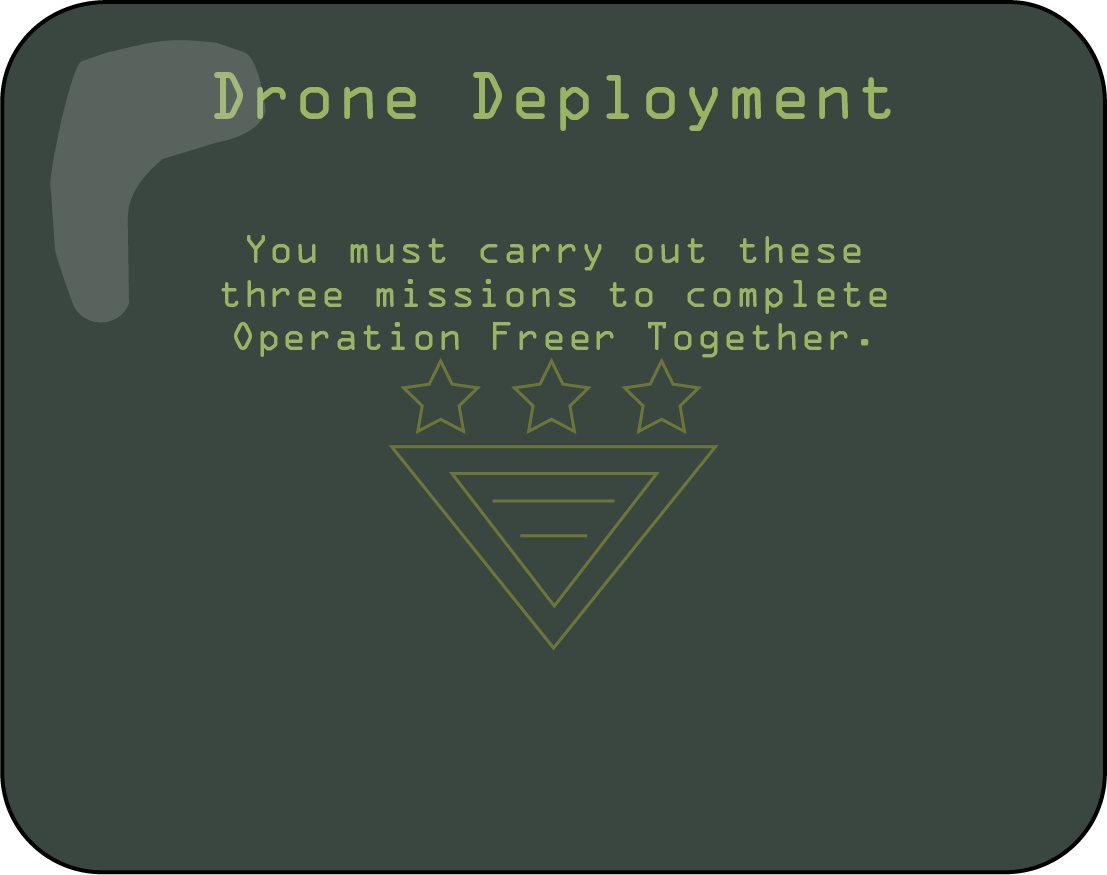 Drone Deployment
You must carry out these
three missions to complete
Operation Freer Together.